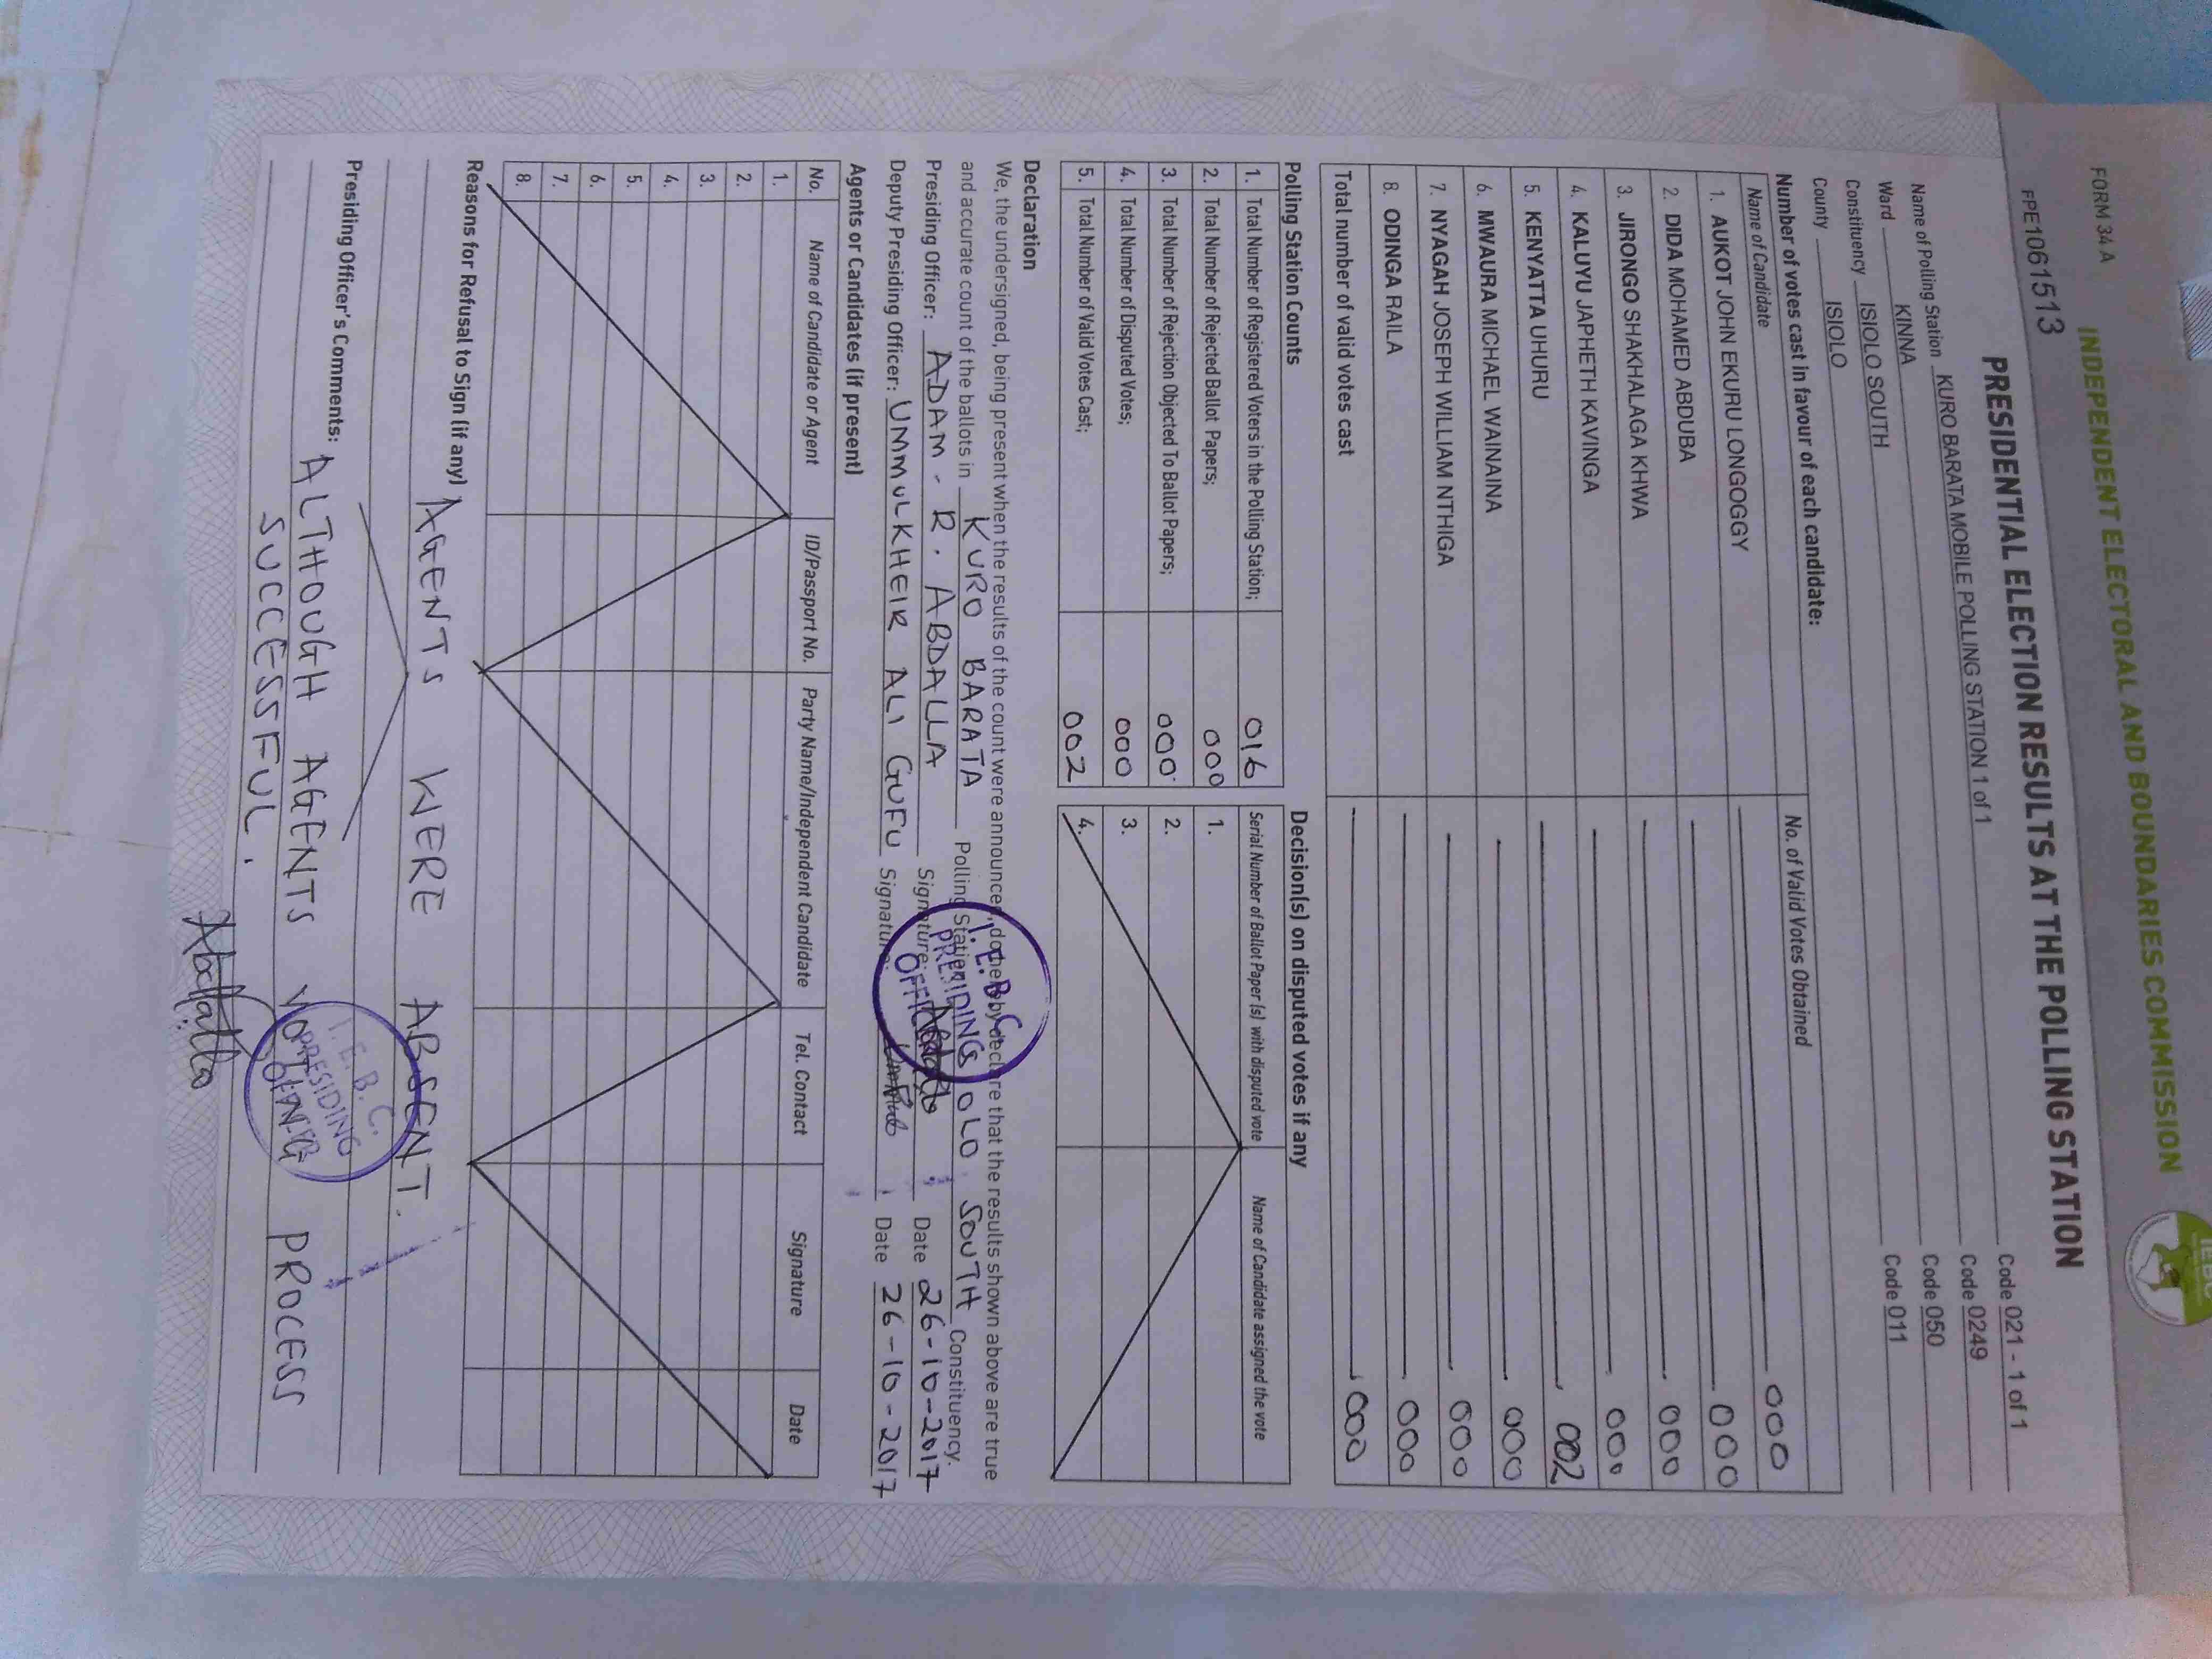 FORM 34 A
INDEPENDENT ELECTORAL AND BOUNDARIES COMMISSION
FPE1061513
PRESIDENTIAL ELECTION RESULTS AT THE POLLING STATION
Name of Polling Station KURO BARATA MOBILE POLLING STATION 1 of 1 Code 021 - 1 of 1
Ward KINNA Code 0249
Constituency ISIOLO SOUTH Code 050
County ISIOLO Code 011
Number of votes cast in favour of each candidate:
Name of Candidate No. of Valid Votes Obtained
1. AUKOT JOHN EKURU LONGOGGY 000
2. DIDA MOHAMED ABDUBA 000
3. JIRONGO SHAKHALAGA KHWA 000
4. KALUYU JAPHETH KAVINGA 000
5. KENYATTA UHURU 002
6. MWAURA MICHAEL WAINAINA 000
7. NYAGAH JOSEPH WILLIAM NTHIGA 000
8. ODINGA RAILA 000
Total number of valid votes cast 000
Polling Station Counts Decision(s) on disputed votes if any
1. Total Number of Registered Voters in the Polling Station; 016 Serial Number of Ballot Paper (s) with disputed vote Name of Candidate assigned the vote
2. Total Number of Rejected Ballot Papers; 000 1.
3. Total Number of Rejection Objected To Ballot Papers; 000 2.
4. Total Number of Disputed Votes; 000 3.
5. Total Number of Valid Votes Cast; 002 4.
Declaration
We, the undersigned, being present when the results of the count were announced, do hereby declare that the results shown above are true
and accurate count of the ballots in KURO BARATA Polling Station OLO SOUTH Constituency.
Presiding Officer: ADAM - R. ABDALLA Signature: Date 26-10-2017
Deputy Presiding Officer: UMMULKHEIR ALI GUFU Signature: Date 26-10-2017
I.E.B.C.
PRESIDING
OFFICER
Agents or Candidates (if present)
No. Name of Candidate or Agent ID/Passport No. Party Name/Independent Candidate Tel. Contact Signature Date
1.
2.
3.
4.
5.
6.
7.
8.
Reasons for Refusal to Sign (if any)
AGENTS WERE ABSENT.
Presiding Officer's Comments:
ALTHOUGH AGENTS VOTING PROCESS
SUCCESSFUL.
I.E.B.C.
PRESIDING
Abdalla